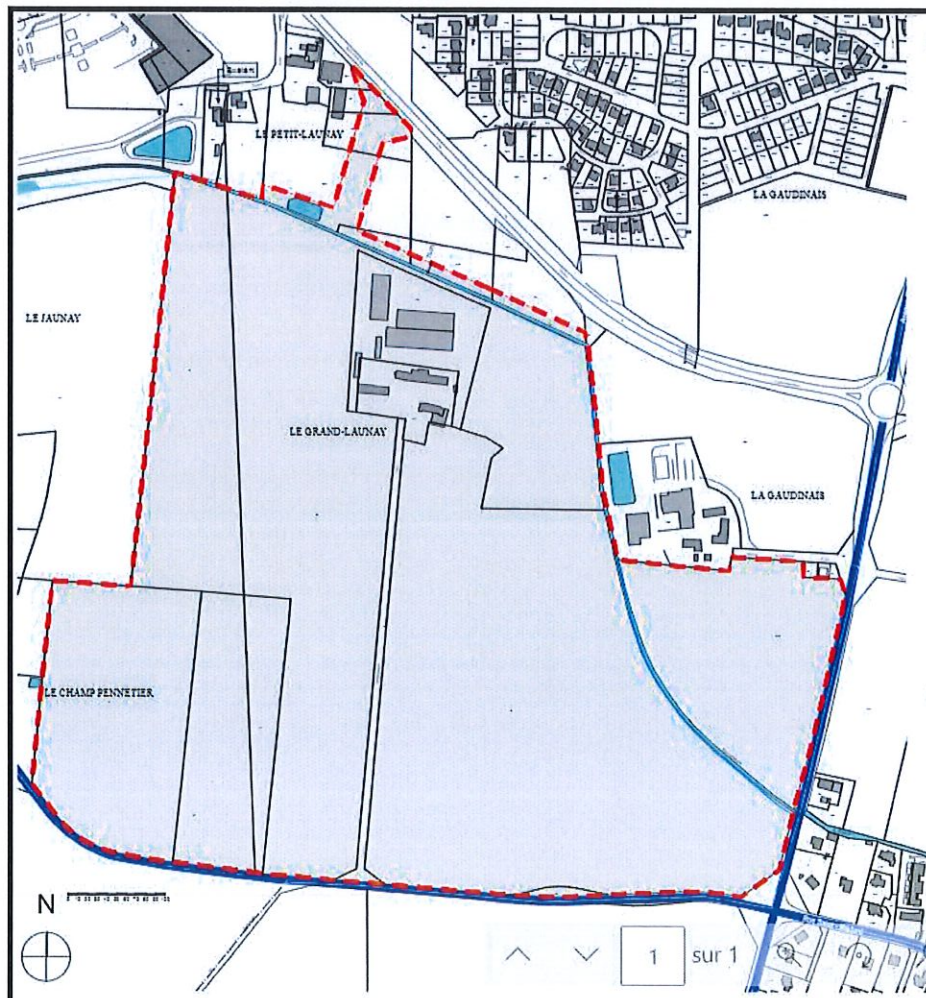 LE PETIT-LAUNAY
LA GAUDINAIS
LE JAUNAY
LE GRAND-LAUNAY
LA GAUDINAIS
LE CHAMP PENNETIER
N
1 sur 1